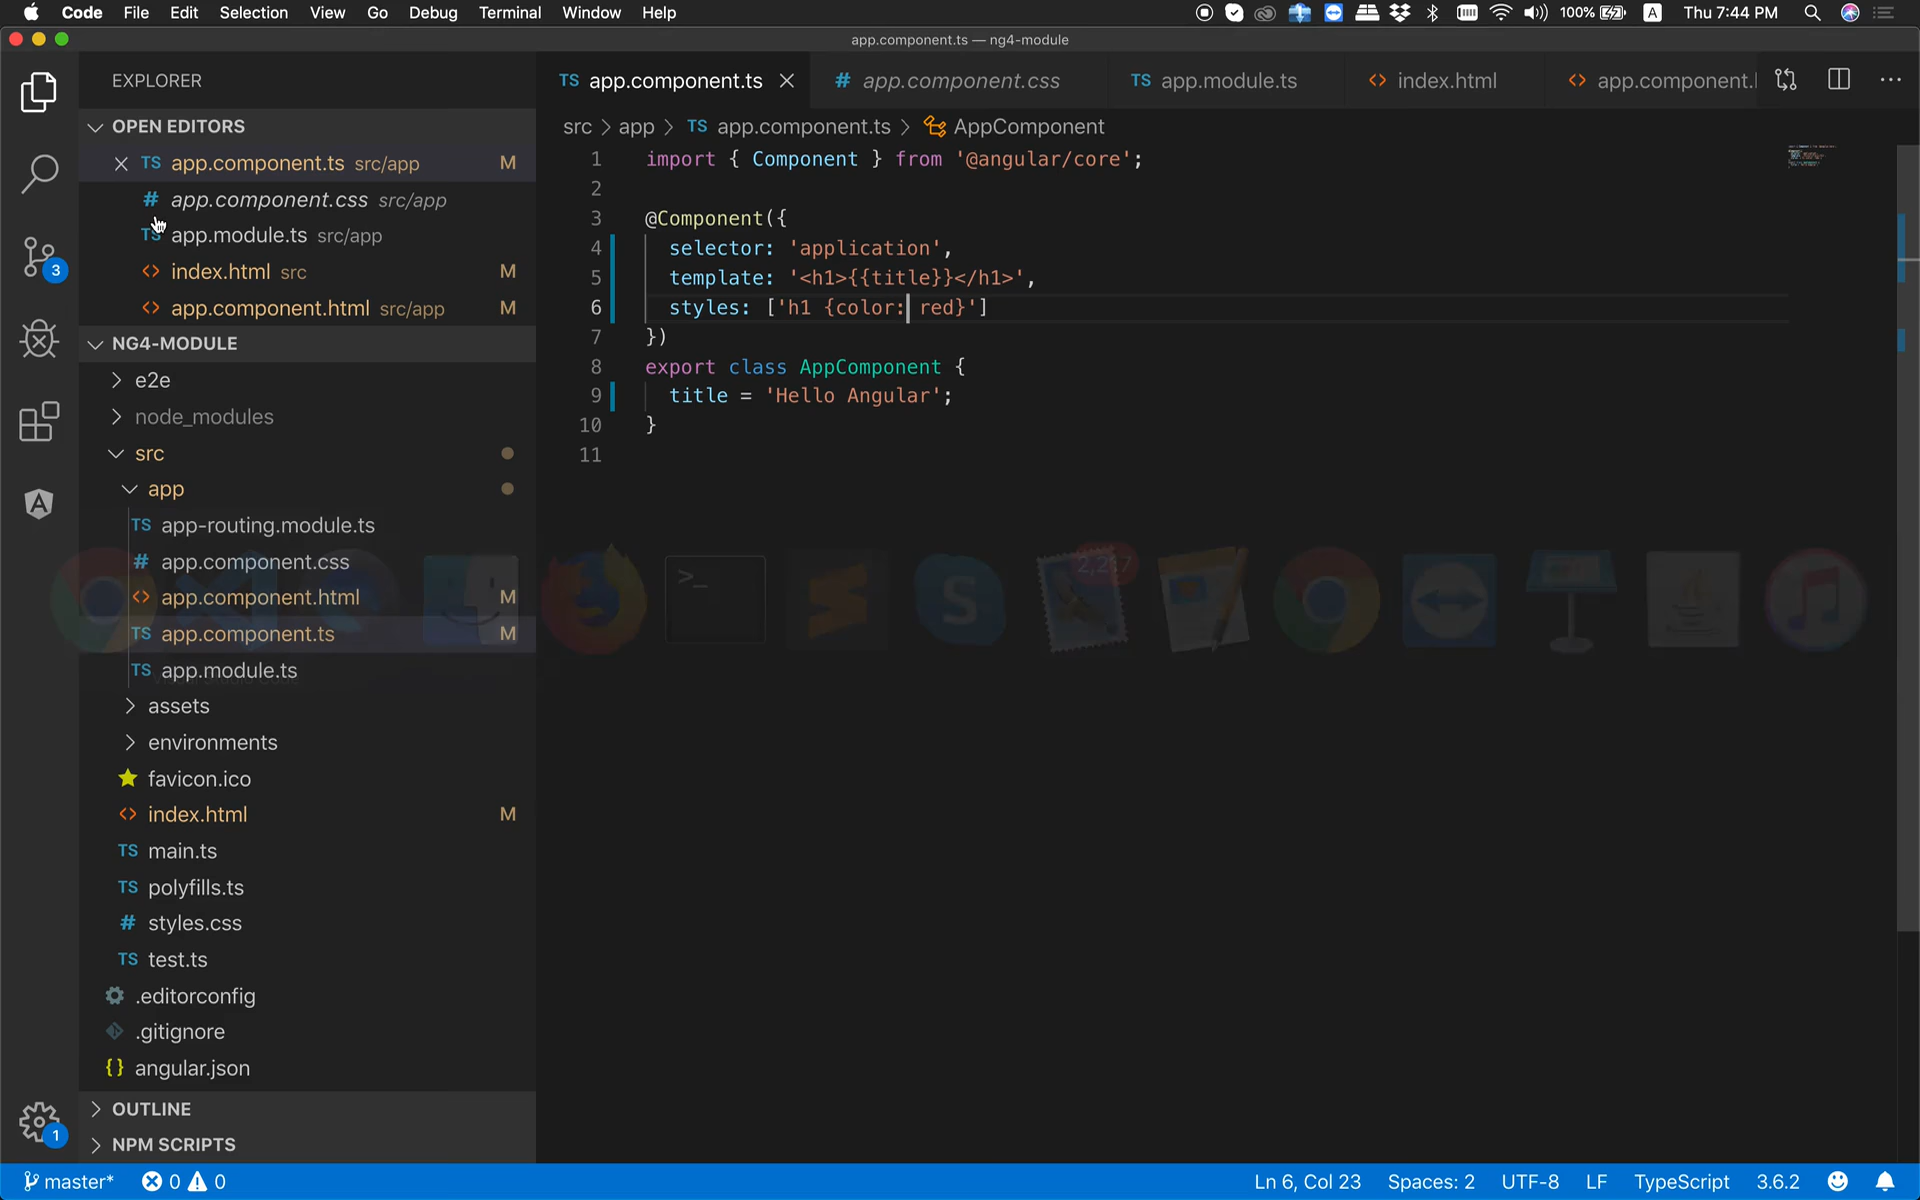 Code File Edit Selection View Go Debug Terminal Window Help 100% A Thu 7:44 PM
app.component.ts — ng4-module
EXPLORER
TS app.component.ts # app.component.css TS app.module.ts <> index.html <> app.component.
OPEN EDITORS
TS app.component.ts src/app M
# app.component.css src/app
TS app.module.ts src/app
<> index.html src M
<> app.component.html src/app M
NG4-MODULE
e2e
node_modules
src
app
TS app-routing.module.ts
# app.component.css
<> app.component.html M
TS app.component.ts M
TS app.module.ts
assets
environments
favicon.ico
<> index.html M
TS main.ts
TS polyfills.ts
# styles.css
TS test.ts
.editorconfig
.gitignore
{} angular.json
OUTLINE
NPM SCRIPTS
3
1
src > app > TS app.component.ts > AppComponent
1 import { Component } from '@angular/core';
2
3 @Component({
4 selector: 'application',
5 template: '<h1>{{title}}</h1>',
6 styles: ['h1 {color: red}']
7 })
8 export class AppComponent {
9 title = 'Hello Angular';
10 }
11
master* 0 0 Ln 6, Col 23 Spaces: 2 UTF-8 LF TypeScript 3.6.2